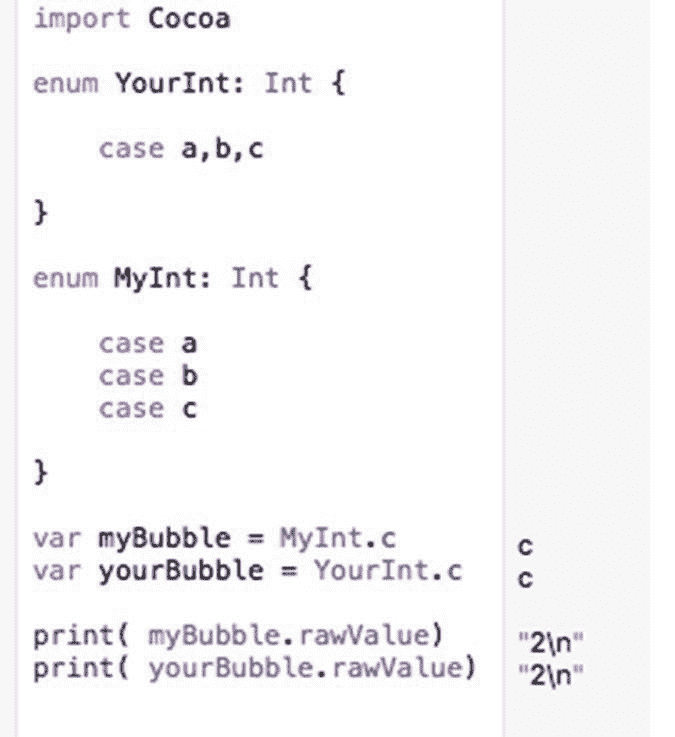 import Cocoa
enum YourInt: Int {
case a,b,c
}
enum MyInt: Int {
case a
case b
case c
}
var myBubble = MyInt.c
c
var yourBubble = YourInt.c
c
print( myBubble.rawValue)
"2\n"
print( yourBubble.rawValue)
"2\n"